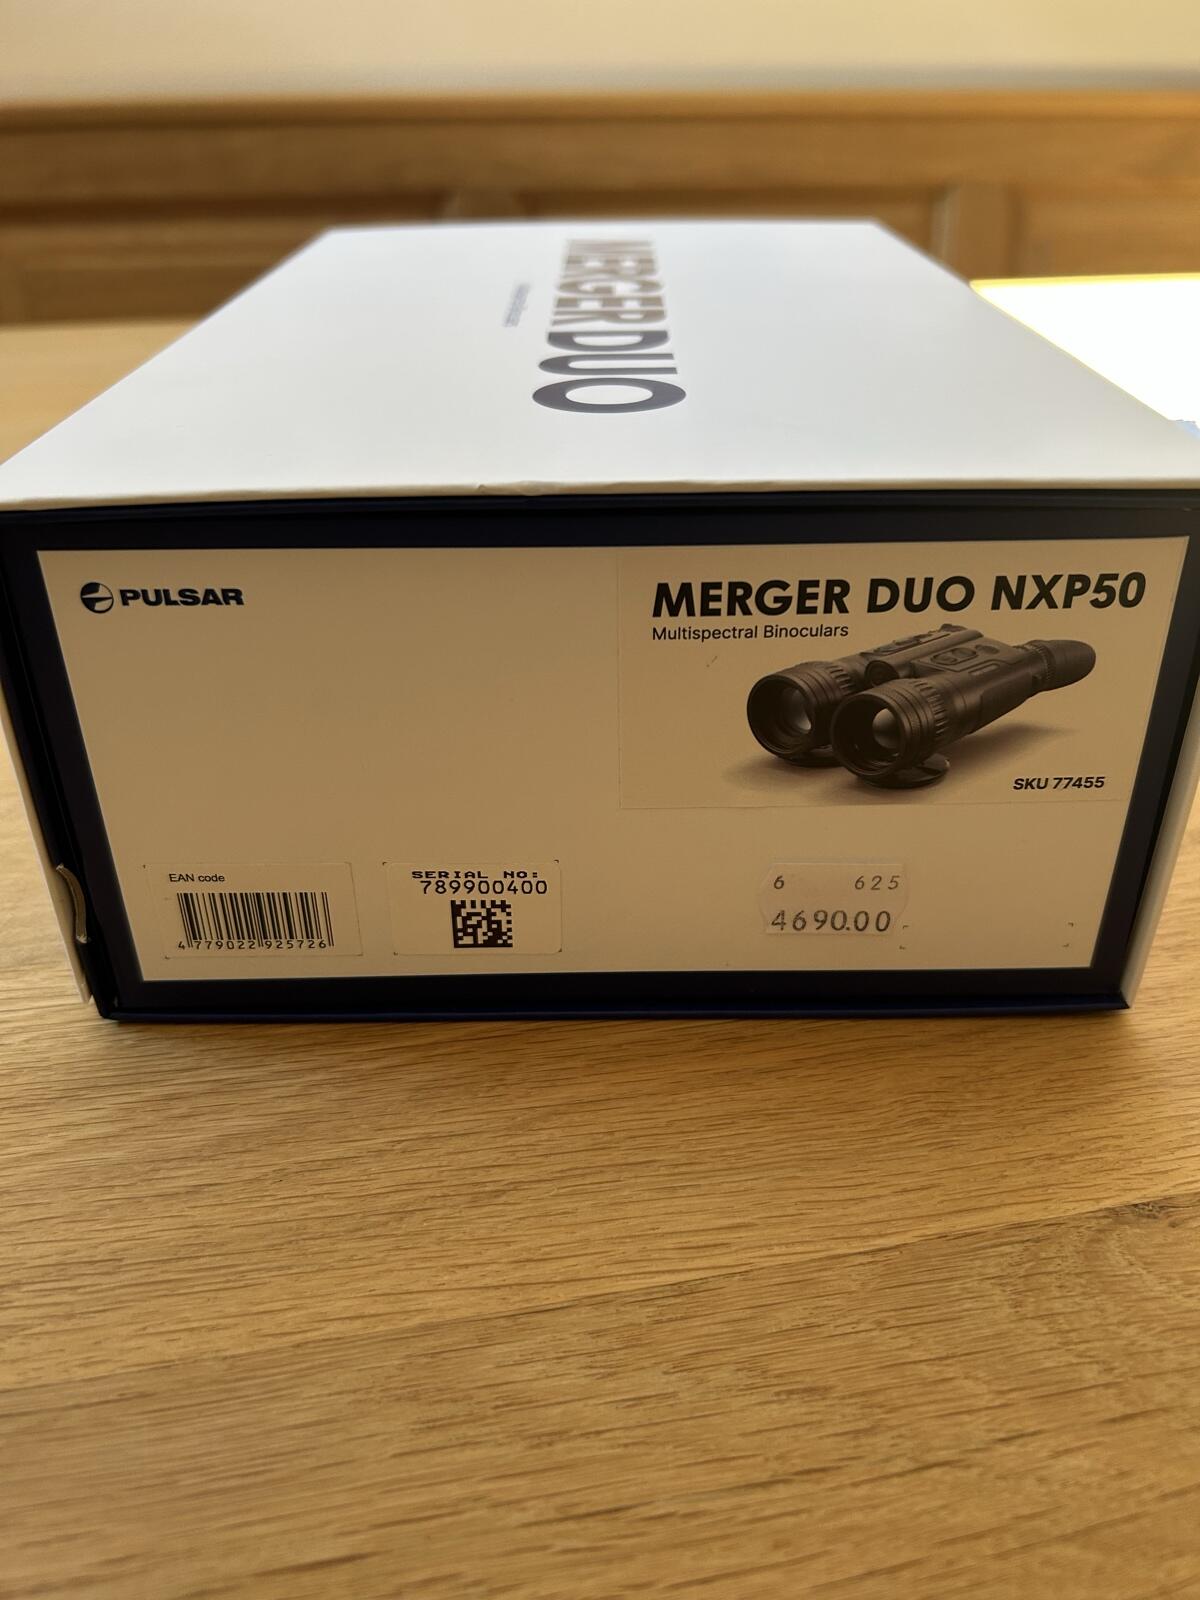 MERGER DUO
PULSAR
MERGER DUO NXP50
Multispectral Binoculars
SKU 77455
EAN code
4 779022 925726
SERIAL NO:
789900400
6 625
4690.00